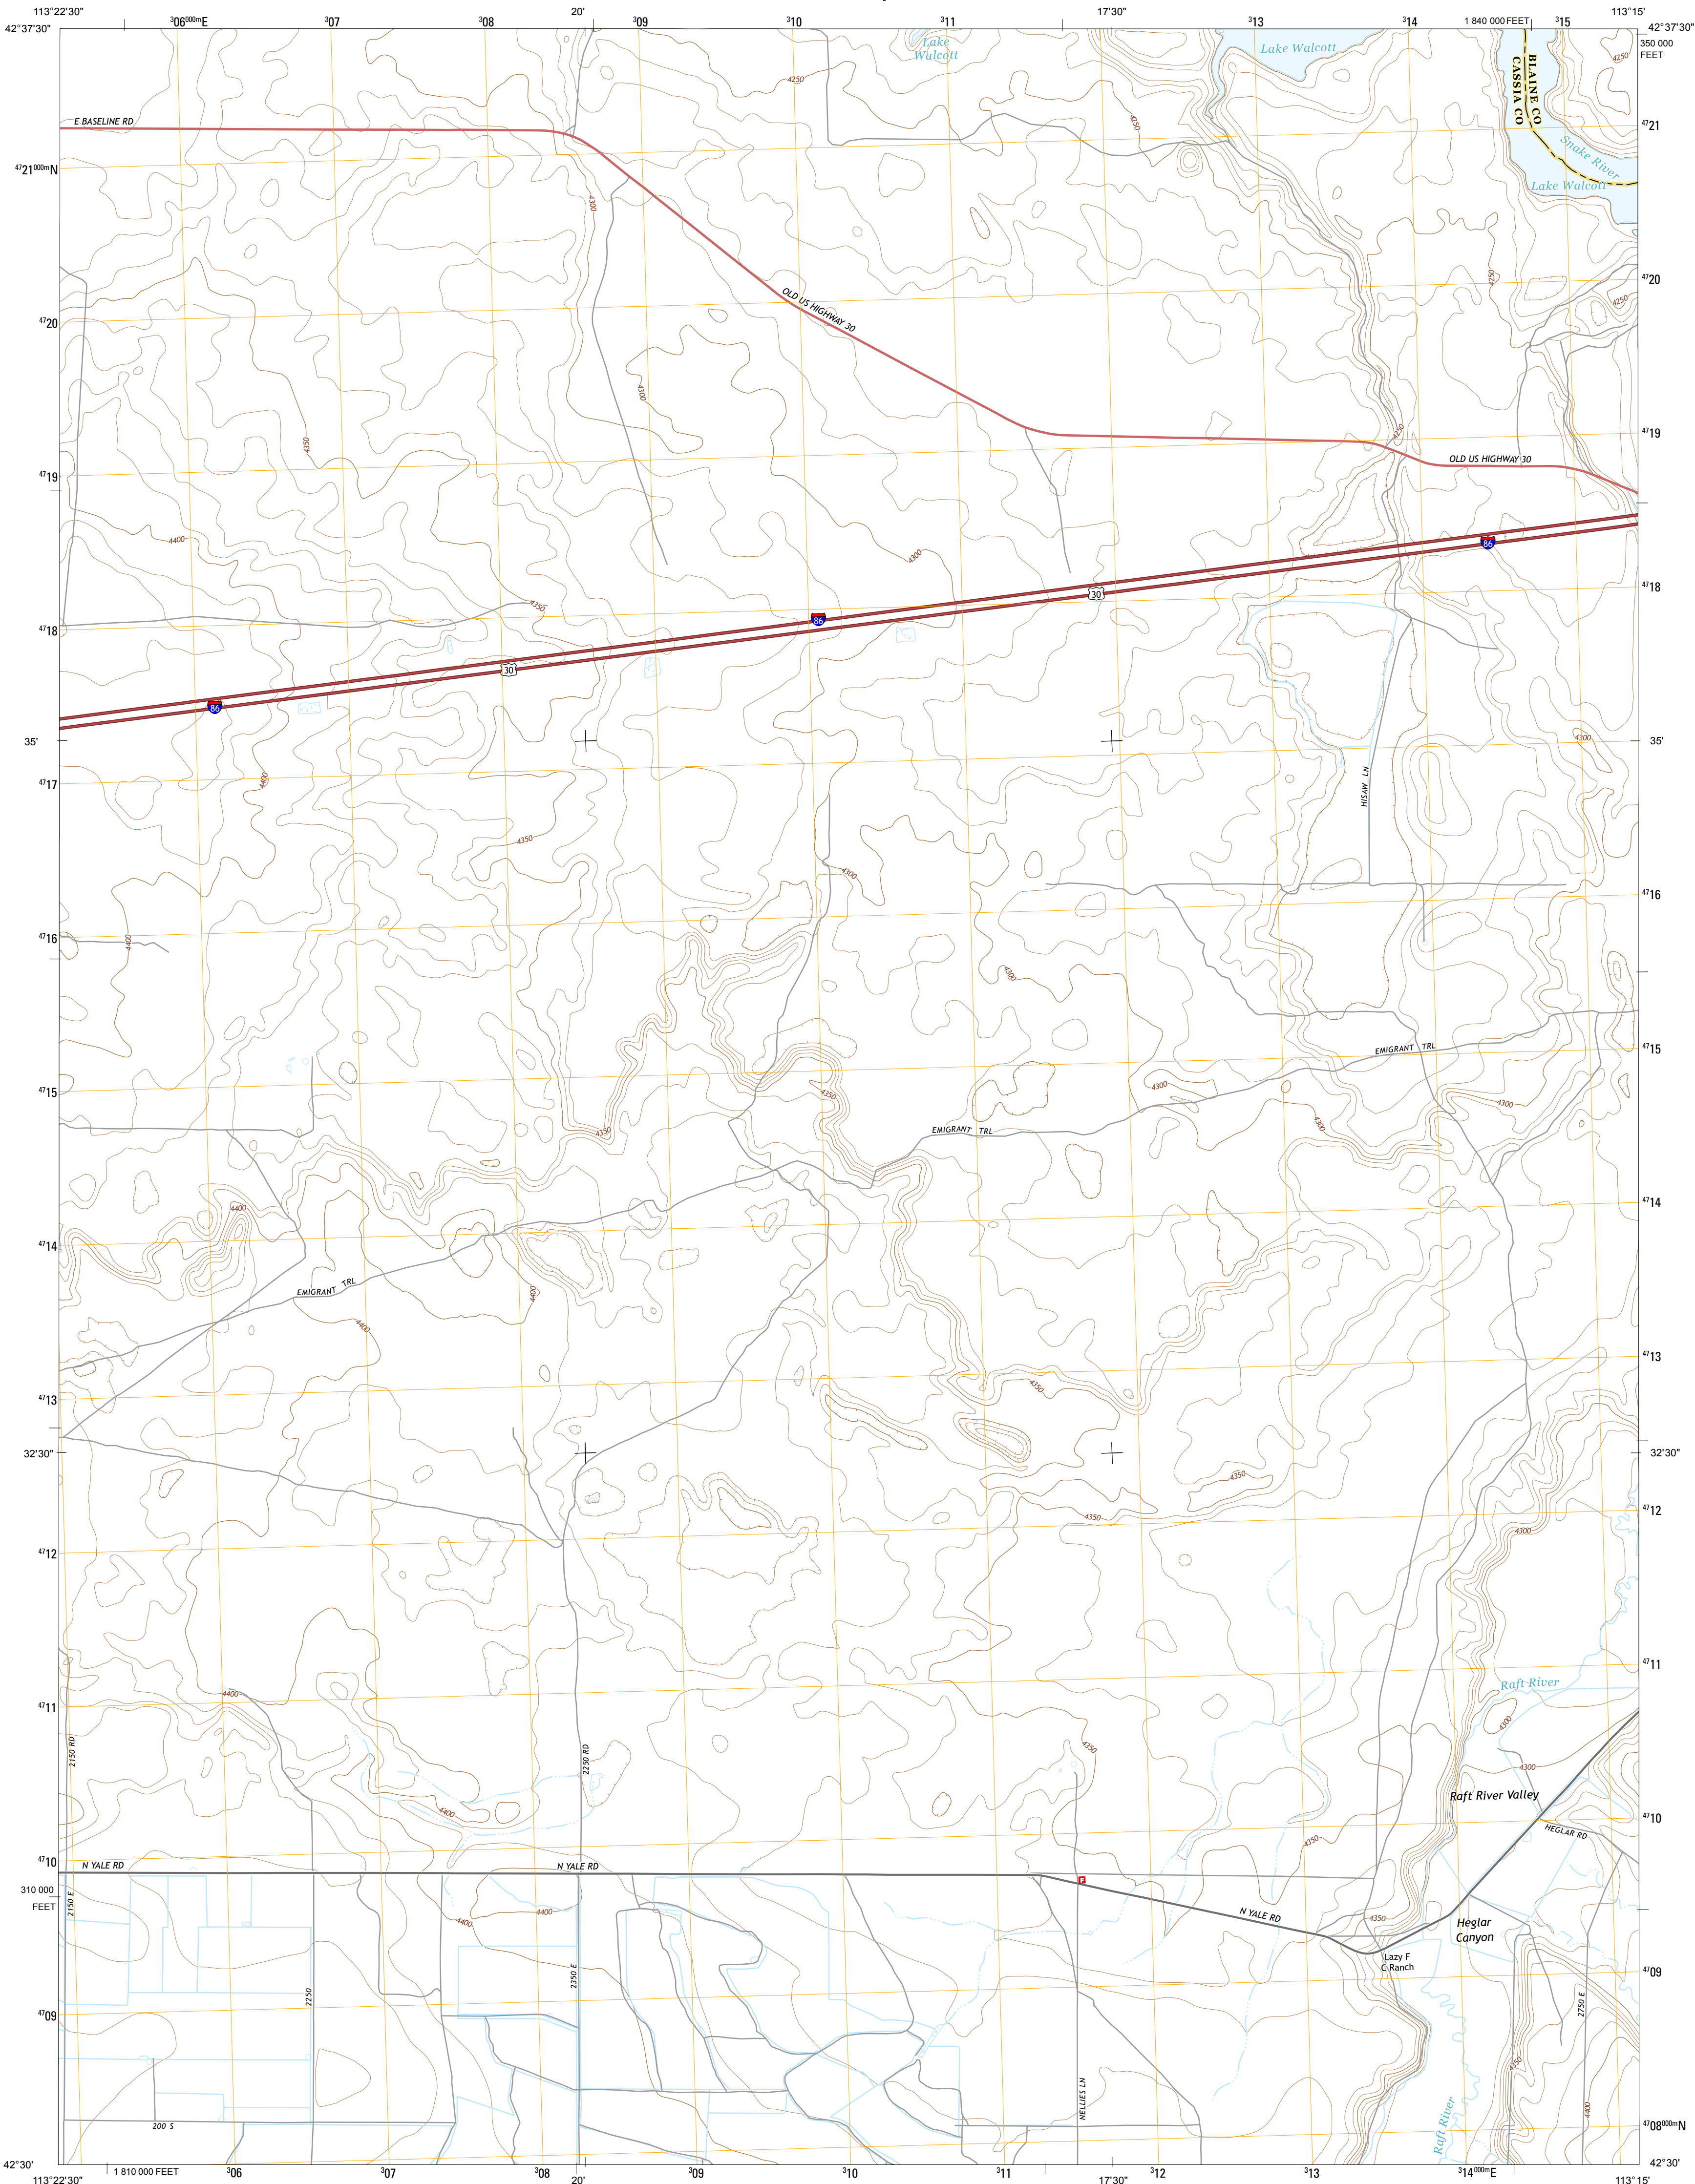 113°22'30"
306000mE
307
308
20'
309
310
311
17'30"
313
314
1 840 000 FEET
315
113°15'
42°37'30"
42°37'30"
350 000
FEET
Lake
Walcott
Lake Walcott
BLAINE CO
CASSIA CO
4250
4250
4250
E BASELINE RD
4721
Snake River
Lake Walcott
4721000mN
4300
4250
4720
4250
OLD US HIGHWAY 30
4720
4300
4350
4250
4719
OLD US HIGHWAY 30
4719
4400
86
4300
4718
30
4350
86
4718
30
86
35'
4300
35'
4400
4717
HISAW LN
4350
4300
4716
4716
4400
4300
EMIGRANT TRL
4715
4300
4715
4350
4300
4300
EMIGRANT TRL
4350
4714
4400
4714
EMIGRANT TRL
4400
4400
4713
4350
4713
32'30"
32'30"
4350
4712
4350
4300
4712
4711
Raft River
4400
4711
4300
2150 RD
2250 RD
4350
4300
Raft River Valley
4400
4710
HEGLAR RD
4350
4710
N YALE RD
N YALE RD
310 000
FEET
2150 E
4400
4400
N YALE RD
4350
Heglar
Canyon
Lazy F
C Ranch
4709
2350 E
2250
2750 E
4709
4350
NELLIES LN
4400
Raft River
200 S
4708000mN
42°30'
42°30'
1 810 000 FEET
113°22'30"
306
307
308
20'
309
310
311
17'30"
312
313
314000mE
113°15'